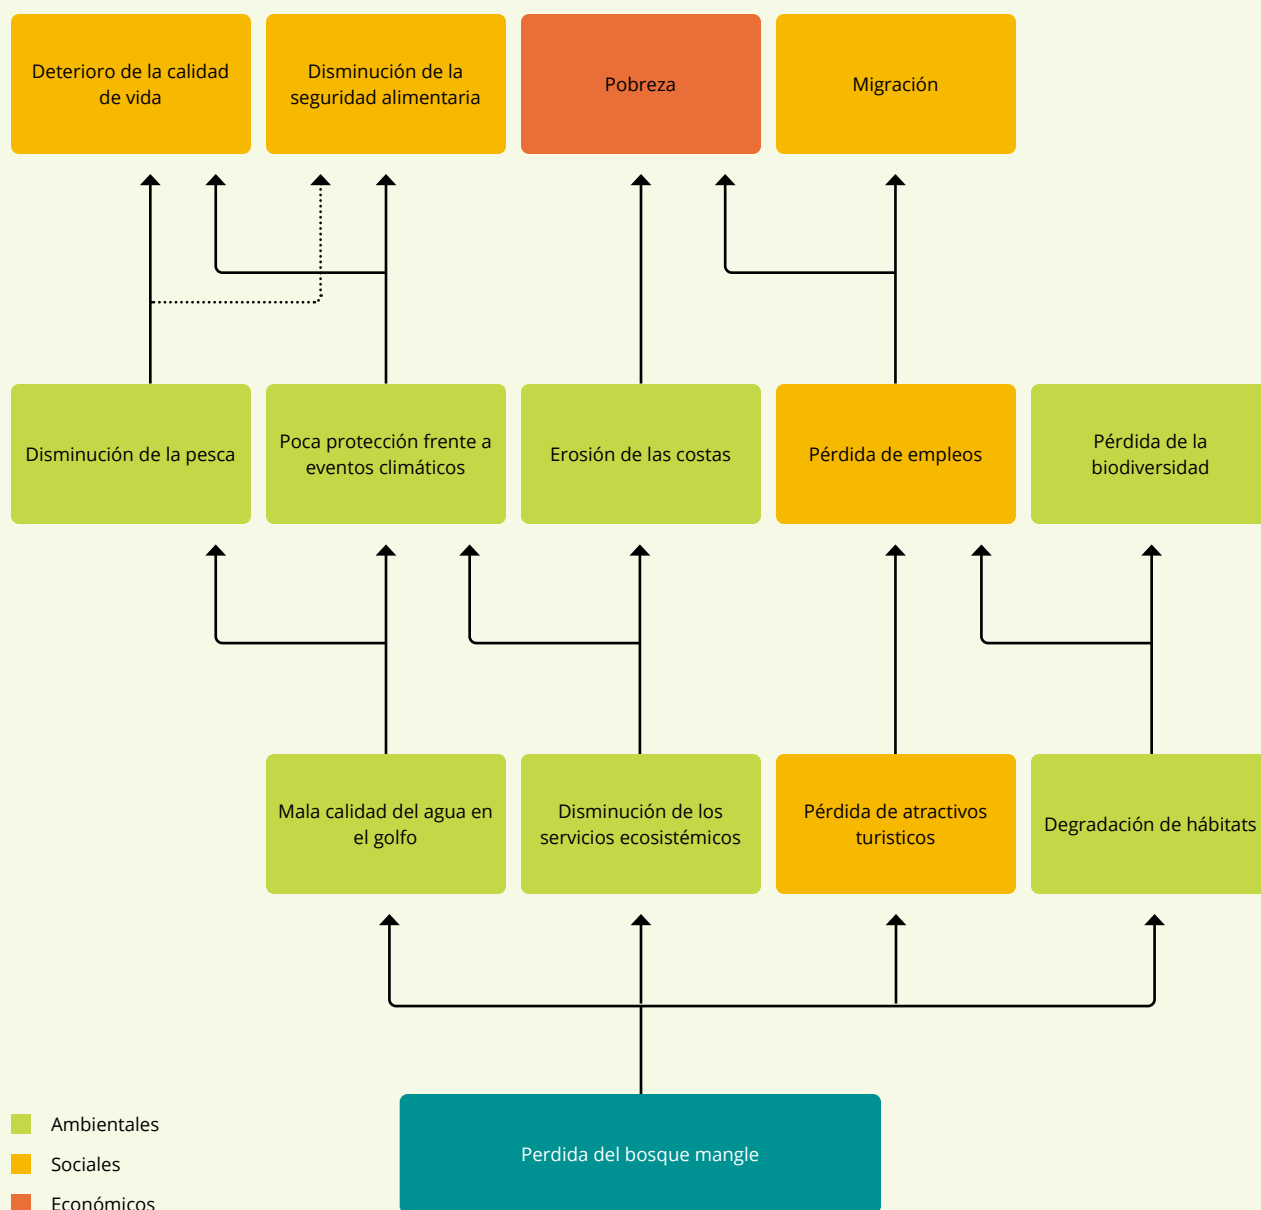 Deterioro de la calidad
de vida
Disminución de la
seguridad alimentaria
Pobreza
Migración
Disminución de la pesca
Poca protección frente a
eventos climáticos
Erosión de las costas
Pérdida de empleos
Pérdida de la
biodiversidad
Mala calidad del agua en
el golfo
Disminución de los
servicios ecosistémicos
Pérdida de atractivos
turisticos
Degradación de hábitats
Perdida del bosque mangle
Ambientales
Sociales
Económicos